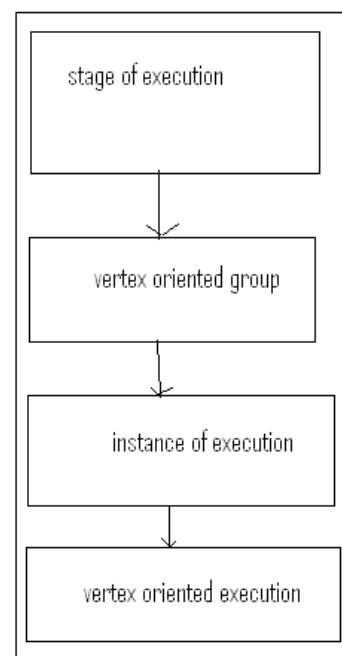 stage of execution
vertex oriented group
instance of execution
vertex oriented execution